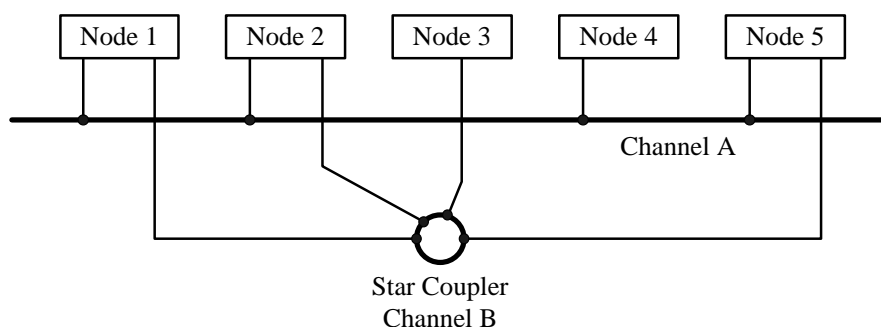 Node 1
Node 2
Node 3
Node 4
Node 5
Channel A
Star Coupler
Channel B